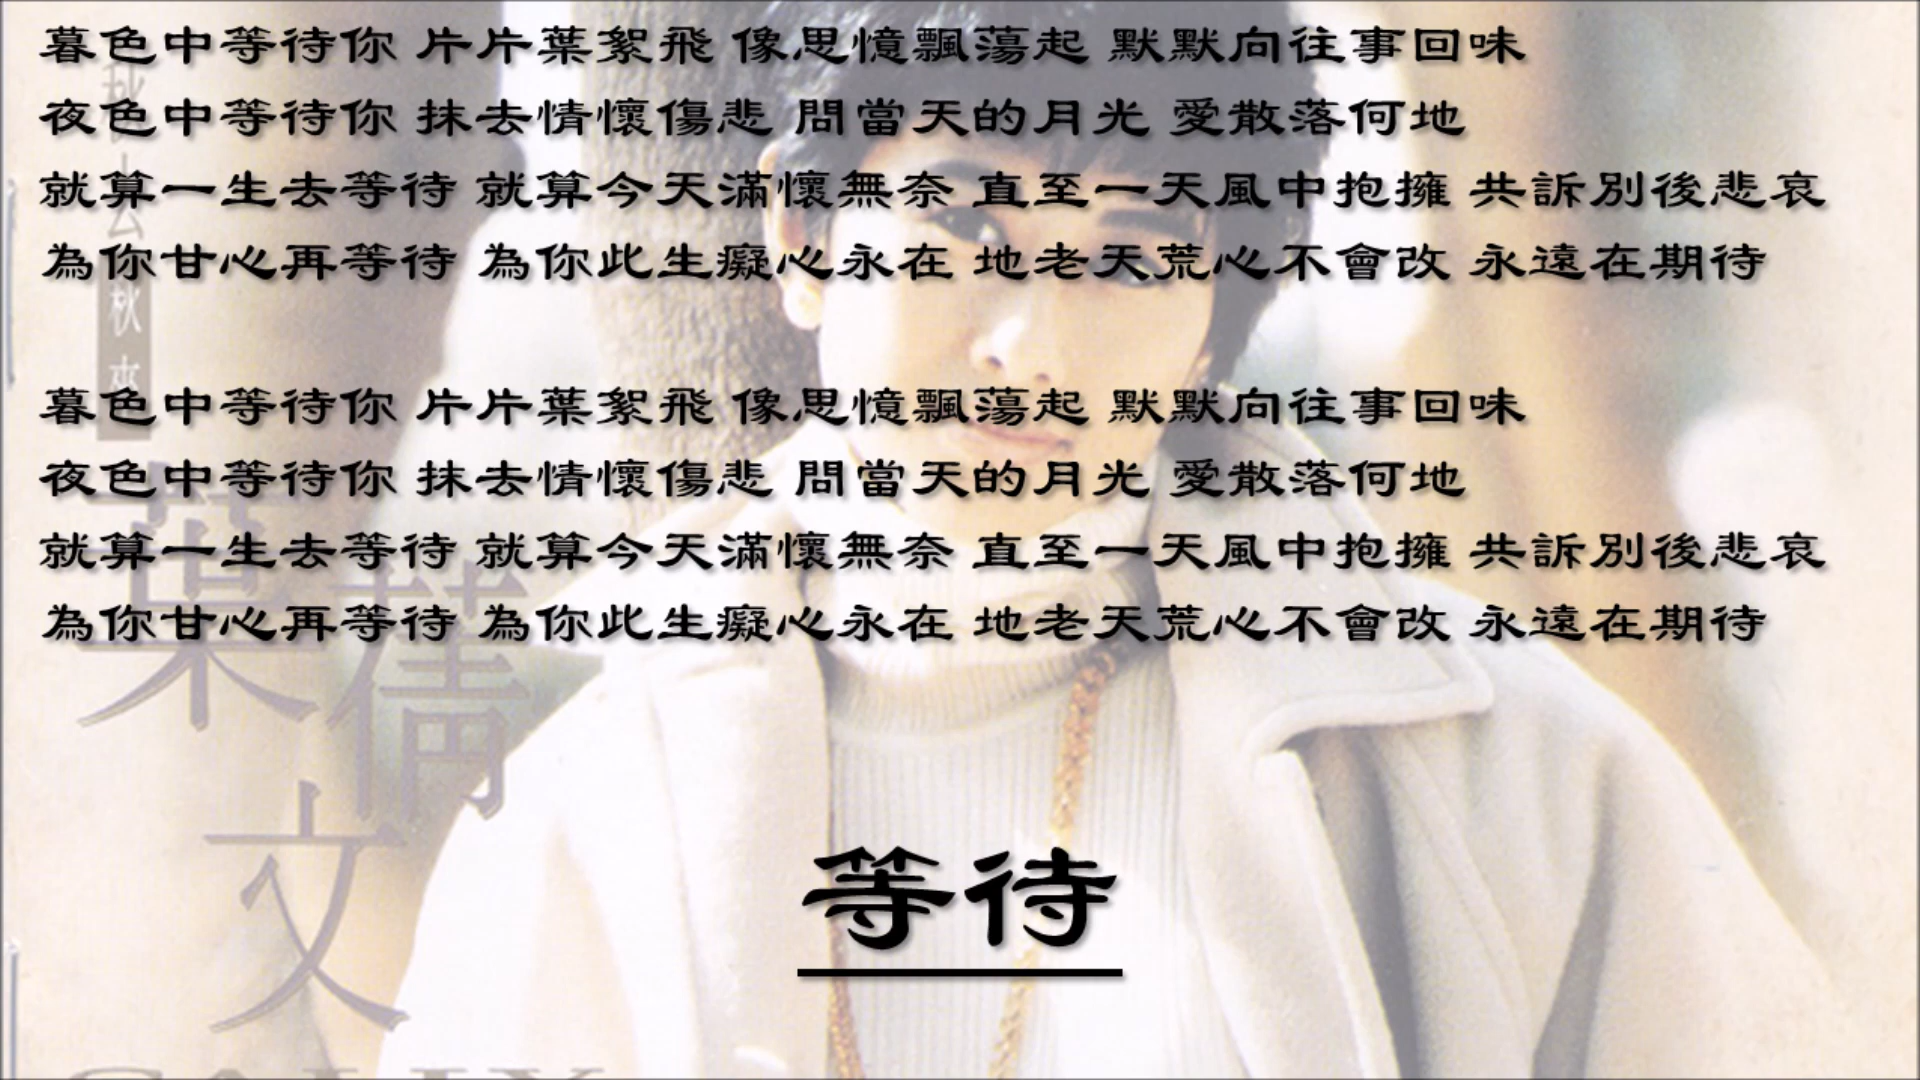 暮色中等待你 片片葉絮飛 像思憶飄蕩起 默默向往事回味
夜色中等待你 抹去情懷傷悲 問當天的月光 愛散落何地
就算一生去等待 就算今天滿懷無奈 直至一天風中抱擁 共訴別後悲哀
為你甘心再等待 為你此生癡心永在 地老天荒心不會改 永遠在期待
暮色中等待你 片片葉絮飛 像思憶飄蕩起 默默向往事回味
夜色中等待你 抹去情懷傷悲 問當天的月光 愛散落何地
就算一生去等待 就算今天滿懷無奈 直至一天風中抱擁 共訴別後悲哀
為你甘心再等待 為你此生癡心永在 地老天荒心不會改 永遠在期待
等待
秋去秋來
葉蒨文
SALLY